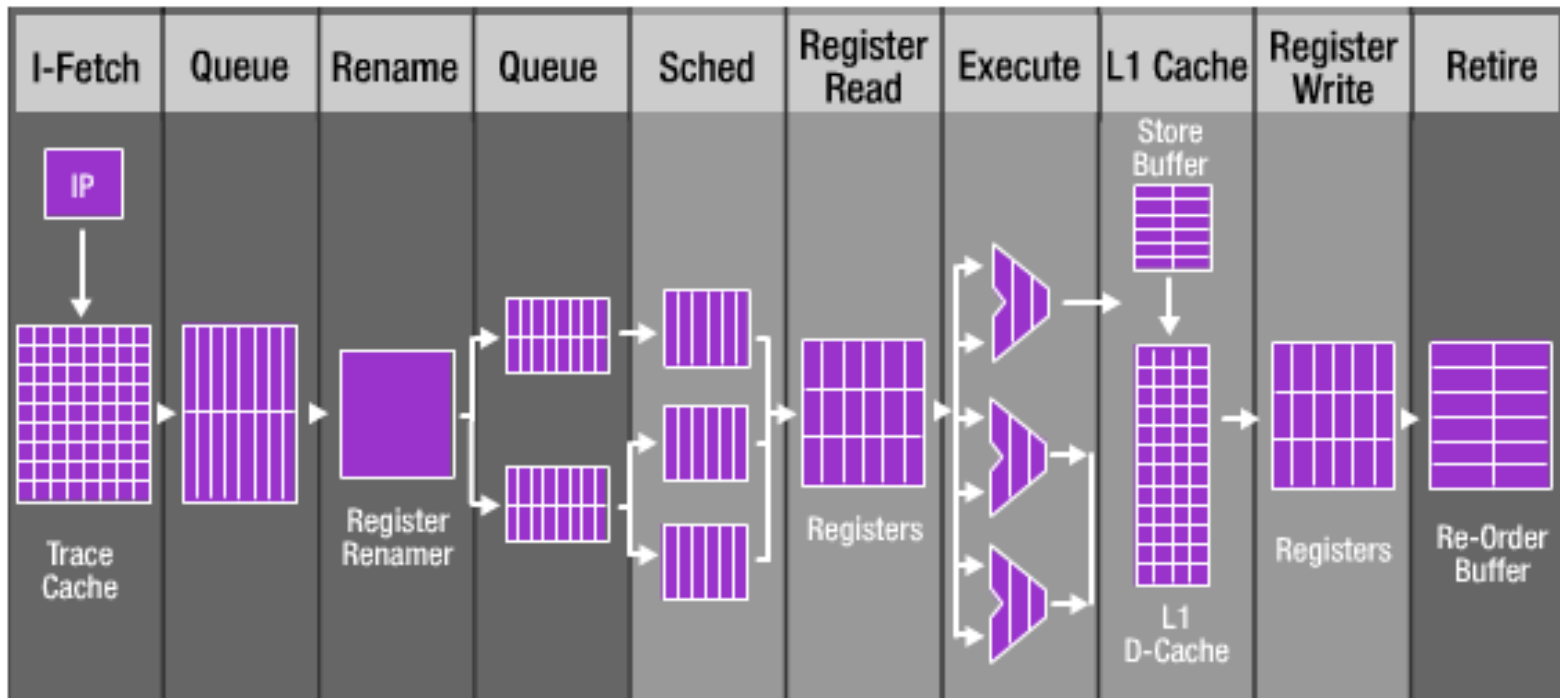 I-Fetch
Queue
Rename
Queue
Sched
Register
Read
Execute
L1 Cache
Register
Write
Retire
IP
Trace
Cache
Register
Renamer
Registers
Store
Buffer
L1
D-Cache
Registers
Re-Order
Buffer